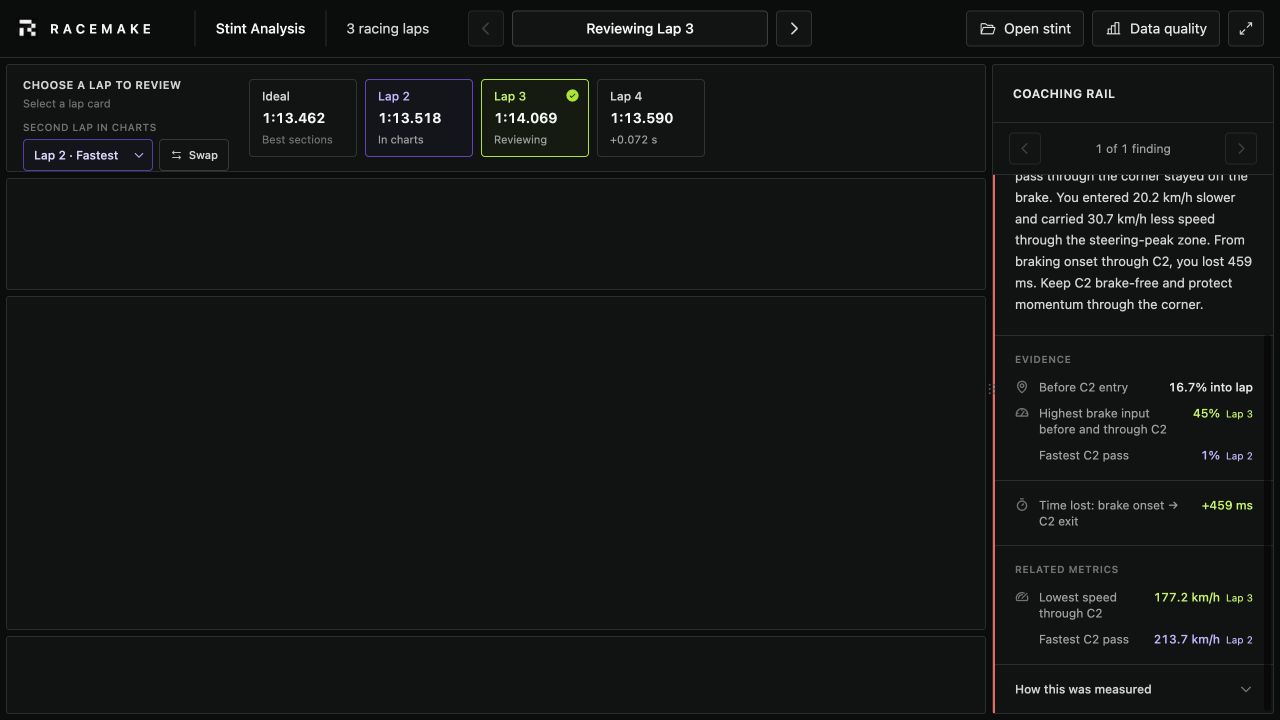 RACEMAKE
Stint Analysis
3 racing laps
Reviewing Lap 3
Open stint
Data quality
CHOOSE A LAP TO REVIEW
Select a lap card
SECOND LAP IN CHARTS
Lap 2 · Fastest
Swap
Ideal
1:13.462
Best sections
Lap 2
1:13.518
In charts
Lap 3
1:14.069
Reviewing
Lap 4
1:13.590
+0.072 s
COACHING RAIL
1 of 1 finding
pass through the corner stayed off the
brake. You entered 20.2 km/h slower
and carried 30.7 km/h less speed
through the steering-peak zone. From
braking onset through C2, you lost 459
ms. Keep C2 brake-free and protect
momentum through the corner.
EVIDENCE
Before C2 entry 16.7% into lap
Highest brake input 45% Lap 3
before and through C2
Fastest C2 pass 1% Lap 2
Time lost: brake onset → +459 ms
C2 exit
RELATED METRICS
Lowest speed 177.2 km/h Lap 3
through C2
Fastest C2 pass 213.7 km/h Lap 2
How this was measured